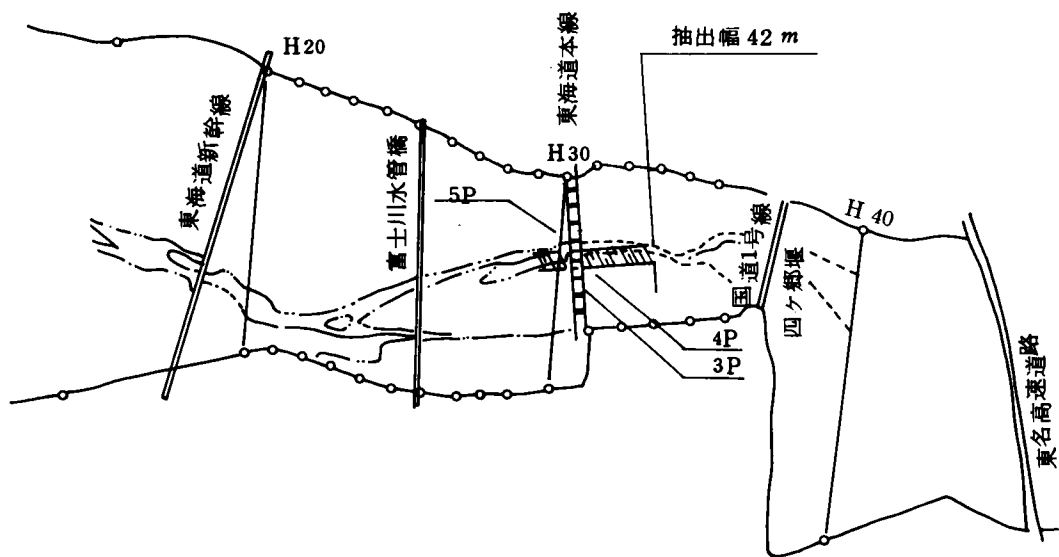 抽出幅 42 m
H20
東海道本線
東海道新幹線
富士川水管橋
H30
5P
国道1号線
H 40
四ケ郷堰
4P
3P
東名高速道路